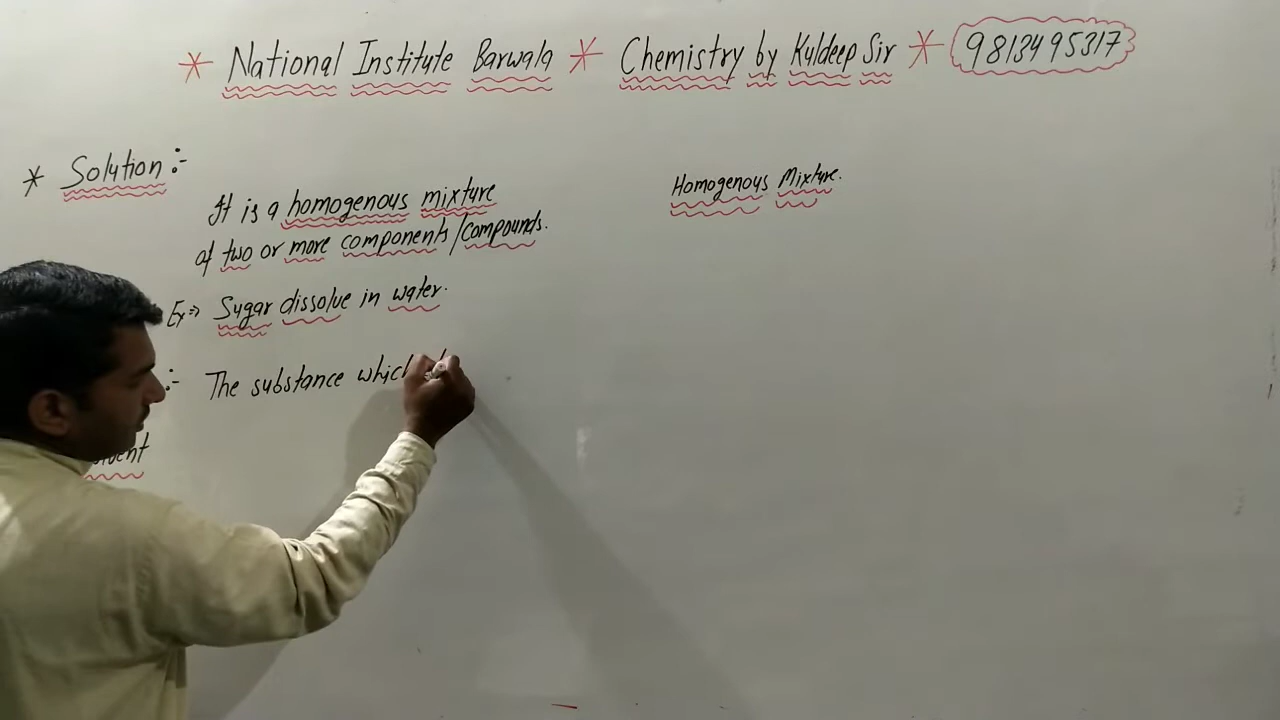 * National Institute Barwala * Chemistry by Kuldeep Sir * 9813495317
* Solution :-
It is a homogenous mixture
of two or more components/compounds.
Ex⇒ Sugar dissolve in water.
:- The substance which
Homogenous Mixture.